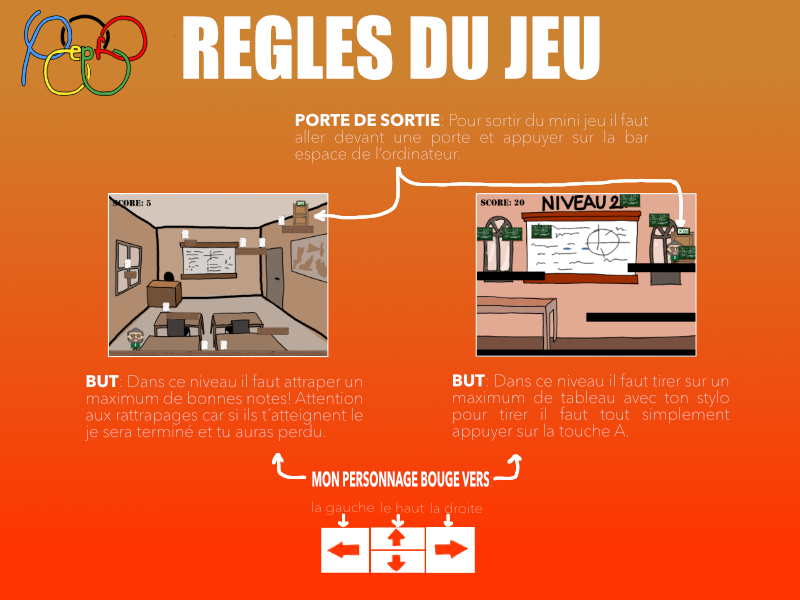 REGLES DU JEU
PORTE DE SORTIE: Pour sortir du mini jeu il faut
aller devant une porte et appuyer sur la bar
espace de l'ordinateur.
SCORE: 5
SCORE: 20
NIVEAU 2
BUT: Dans ce niveau il faut attraper un
maximum de bonnes notes! Attention
aux rattrapages car si ils t'atteignent le
je sera terminé et tu auras perdu.
BUT: Dans ce niveau il faut tirer sur un
maximum de tableau avec ton stylo
pour tirer il faut tout simplement
appuyer sur la touche A.
MON PERSONNAGE BOUGE VERS
la gauche le haut la droite